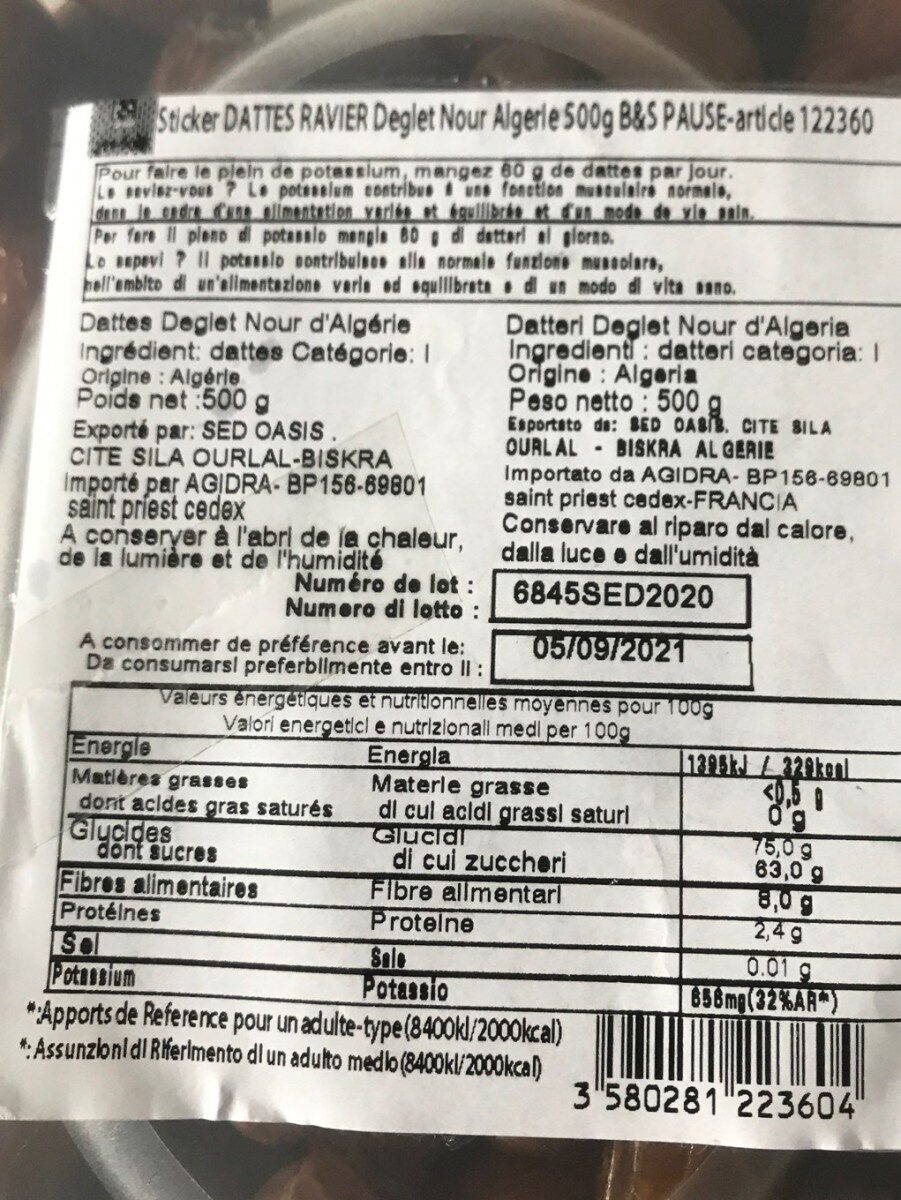 Sticker DATTES RAVIER Deglet Nour Algerie 500g B&S PAUSE-article 122360
Pour faire le plein de potassium, mangez 60 g de dattes par jour.
Le saviez-vous ? Le potassium contribue à une fonction musculaire normale,
dans le cadre d'une alimentation variée et équilibrée et d'un mode de vie sain.
Per fare il pieno di potassio mangie 60 g di datteri al giorno.
Lo sapevi ? Il potassio contribuisce alla normale funzione muscolare,
nell'ambito di un'alimentazione varia ed equilibrata e di un modo di vita sano.
Dattes Deglet Nour d'Algérie
Ingrédient: dattes Catégorie: I
Origine : Algérie
Poids net :500 g
Exporté par: SED OASIS .
CITE SILA OURLAL-BISKRA
Importé par AGIDRA- BP156-69801
saint priest cedex
A conserver à l'abri de la chaleur,
de la lumière et de l'humidité
Datteri Deglet Nour d'Algeria
Ingredienti : datteri categoria: I
Origine : Algeria
Peso netto : 500 g
Esportato da: SED OASIS. CITE SILA
OURLAL - BISKRA ALGERIE
Importato da AGIDRA- BP156-69801
saint priest cedex-FRANCIA
Conservare al riparo dal calore,
dalla luce e dall'umidità
Numéro de lot :
Numero di lotto :
6845SED2020
A consommer de préférence avant le:
Da consumarsi preferbilmente entro il :
05/09/2021
Valeurs énergétiques et nutritionnelles moyennes pour 100g
Valori energetici e nutrizionali medi per 100g
Energie Energia 1395kJ / 329kcal
Matières grasses Materie grasse <0,5 g
dont acides gras saturés di cui acidi grassi saturi 0 g
Glucides Glucidi 75,0 g
dont sucres di cui zuccheri 63,0 g
Fibres alimentaires Fibre alimentari 8,0 g
Protéines Proteine 2,4 g
Sel Sale 0.01 g
Potassium Potassio 656mg(32%AR*)
*:Apports de Reference pour un adulte-type(8400kJ/2000kcal)
*: Assunzioni di Riferimento di un adulto medio(8400kJ/2000kcal)
3 580281 223604